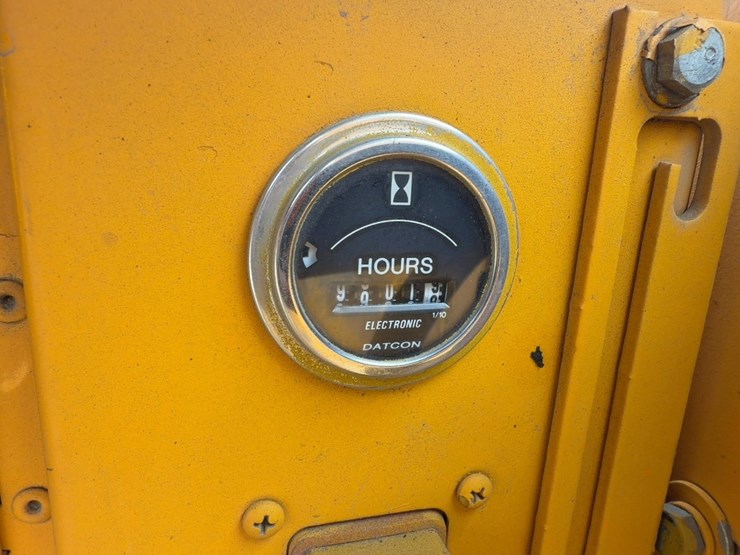 HOURS
1/10
ELECTRONIC
DATCON